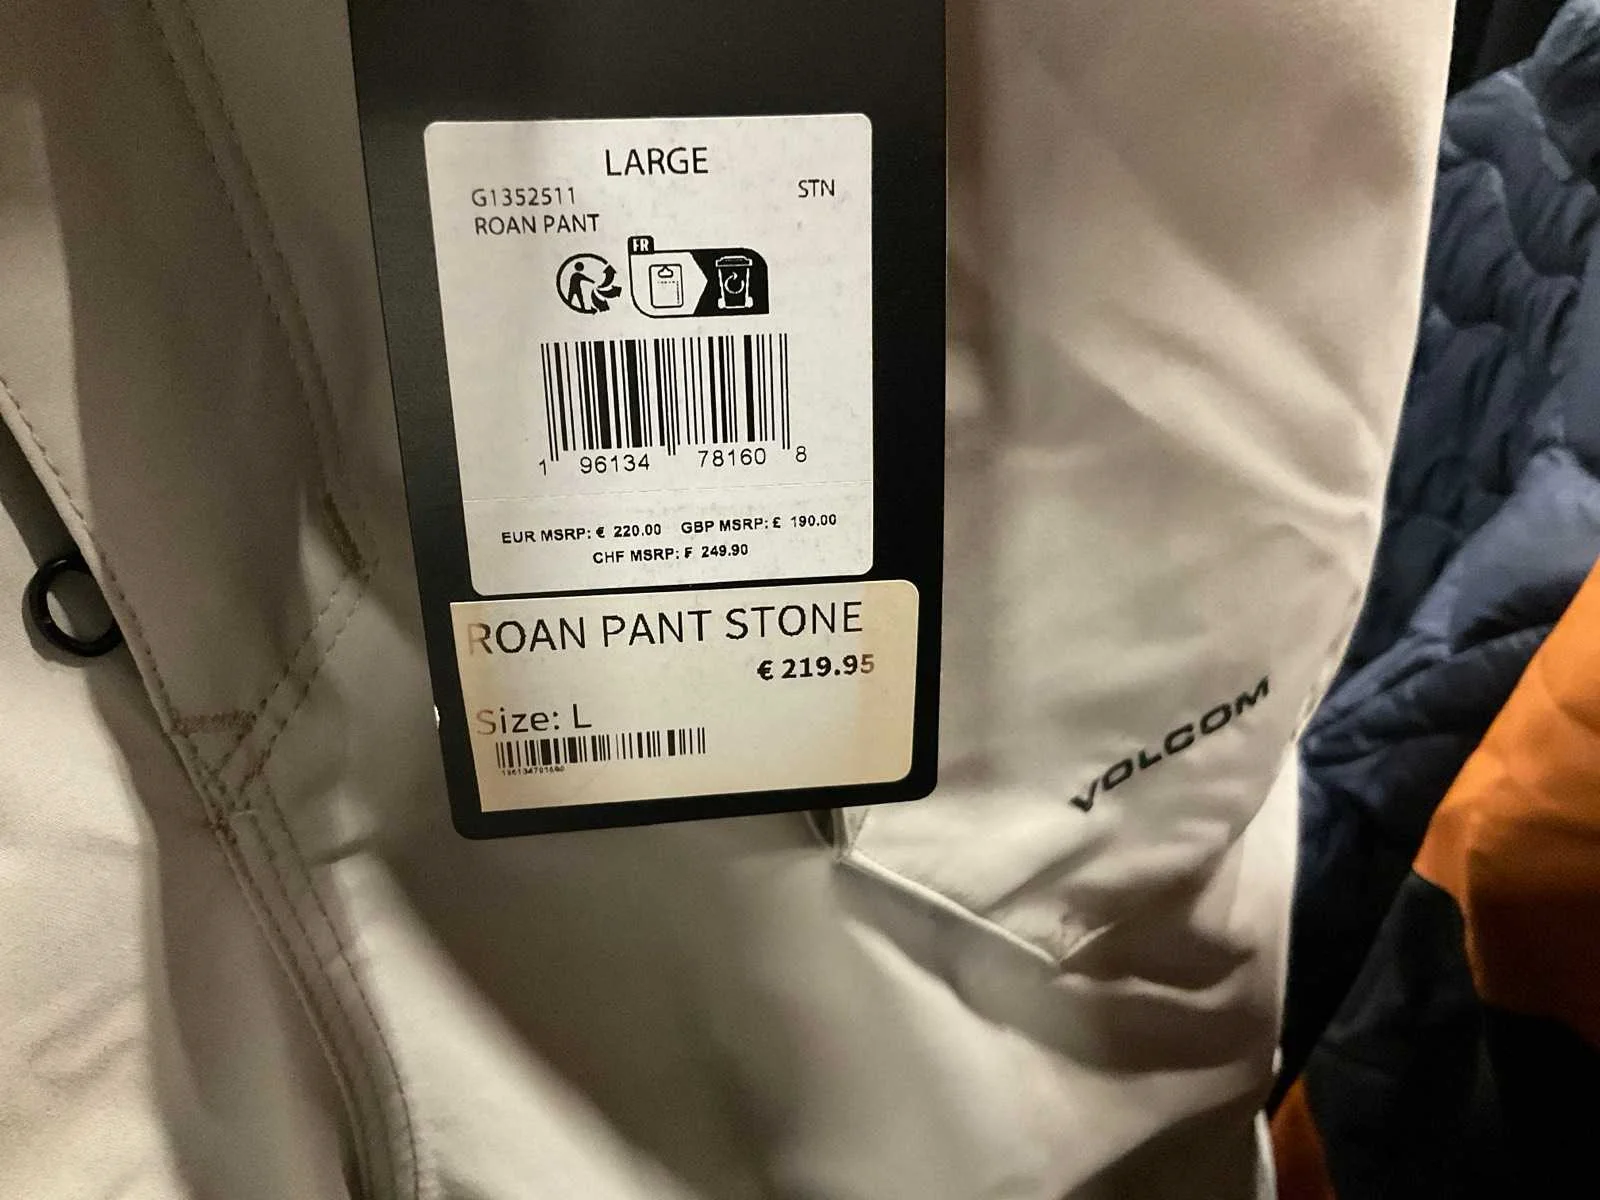 LARGE
G1352511 STN
ROAN PANT
FR
1 96134 78160 8
EUR MSRP: € 220.00 GBP MSRP: £ 190.00
CHF MSRP: ₣ 249.90
ROAN PANT STONE
€ 219.95
Size: L
VOLCOM